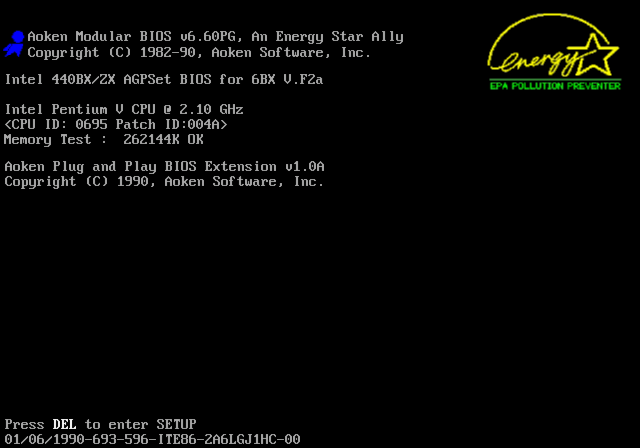 Aoken Modular BIOS v6.60PG, An Energy Star Ally
Copyright (C) 1982-90, Aoken Software, Inc.
energy
EPA POLLUTION PREVENTER
Intel 440BX/ZX AGPSet BIOS for 6BX V.F2a
Intel Pentium V CPU @ 2.10 GHz
<CPU ID: 0695 Patch ID:004A>
Memory Test :  262144K OK
Aoken Plug and Play BIOS Extension v1.0A
Copyright (C) 1990, Aoken Software, Inc.
Press DEL to enter SETUP
01/06/1990-693-596-ITE86-2A6LGJ1HC-00